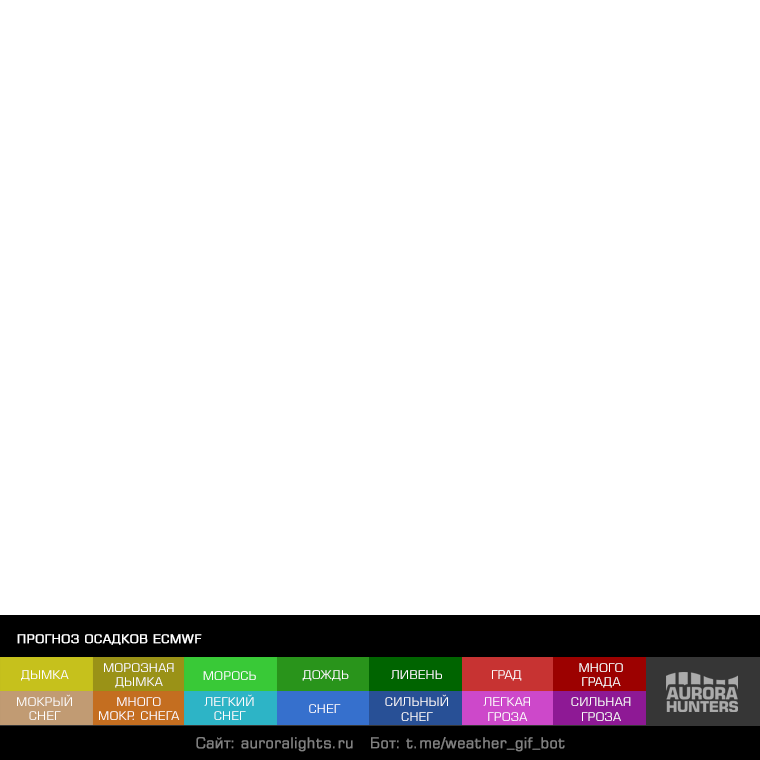 ПРОГНОЗ ОСАДКОВ ECMWF
ДЫМКА
МОРОЗНАЯ
ДЫМКА
МОРОСЬ
ДОЖДЬ
ЛИВЕНЬ
ГРАД
МНОГО
ГРАДА
МОКРЫЙ
СНЕГ
МНОГО
МОКР. СНЕГА
ЛЕГКИЙ
СНЕГ
СНЕГ
СИЛЬНЫЙ
СНЕГ
ЛЕГКАЯ
ГРОЗА
СИЛЬНАЯ
ГРОЗА
AURORA
HUNTERS
Сайт: auroralights.ru Бот: t.me/weather_gif_bot